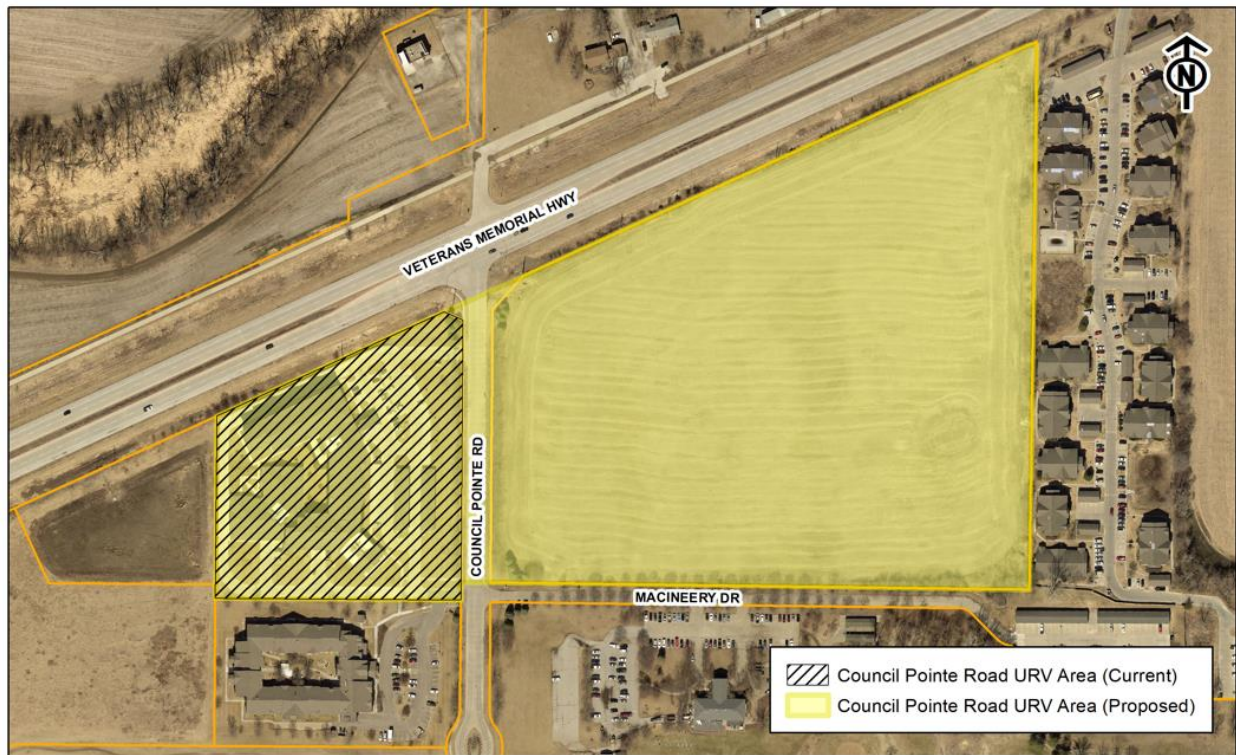 N
VETERANS MEMORIAL HWY
COUNCIL POINTE RD
MACINEERY DR
Council Pointe Road URV Area (Current)
Council Pointe Road URV Area (Proposed)